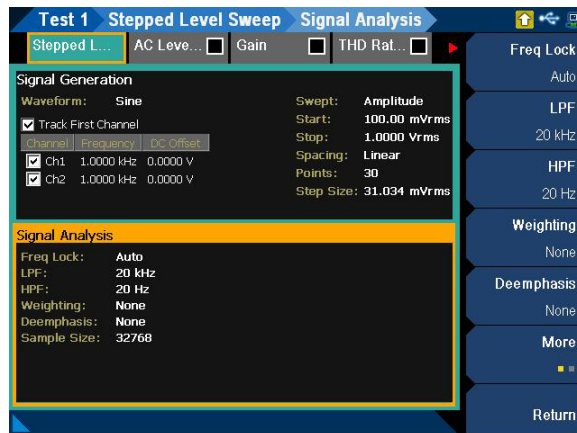 Test 1 Stepped Level Sweep Signal Analysis
Stepped L... AC Leve... Gain THD Rat...
Signal Generation
Waveform: Sine
Track First Channel
Channel Frequency DC Offset
Ch1 1.0000 kHz 0.0000 V
Ch2 1.0000 kHz 0.0000 V
Swept: Amplitude
Start: 100.00 mVrms
Stop: 1.0000 Vrms
Spacing: Linear
Points: 30
Step Size: 31.034 mVrms
Signal Analysis
Freq Lock: Auto
LPF: 20 kHz
HPF: 20 Hz
Weighting: None
Deemphasis: None
Sample Size: 32768
Freq Lock
Auto
LPF
20 kHz
HPF
20 Hz
Weighting
None
Deemphasis
None
More
Return